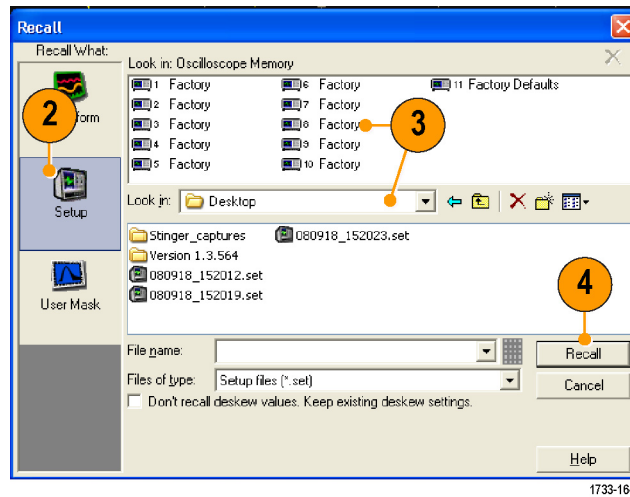 Recall
Recall What:
Look in: Oscilloscope Memory
1 Factory
6 Factory
11 Factory Defaults
2 Factory
7 Factory
3 Factory
8 Factory
4 Factory
9 Factory
5 Factory
10 Factory
2
form
3
Setup
User Mask
Look in: Desktop
Stinger_captures
080918_152023.set
Version 1.3.564
080918_152012.set
080918_152019.set
4
File name:
Recall
Files of type: Setup files (*.set)
Cancel
Don't recall deskew values. Keep existing deskew settings.
Help
1733-16